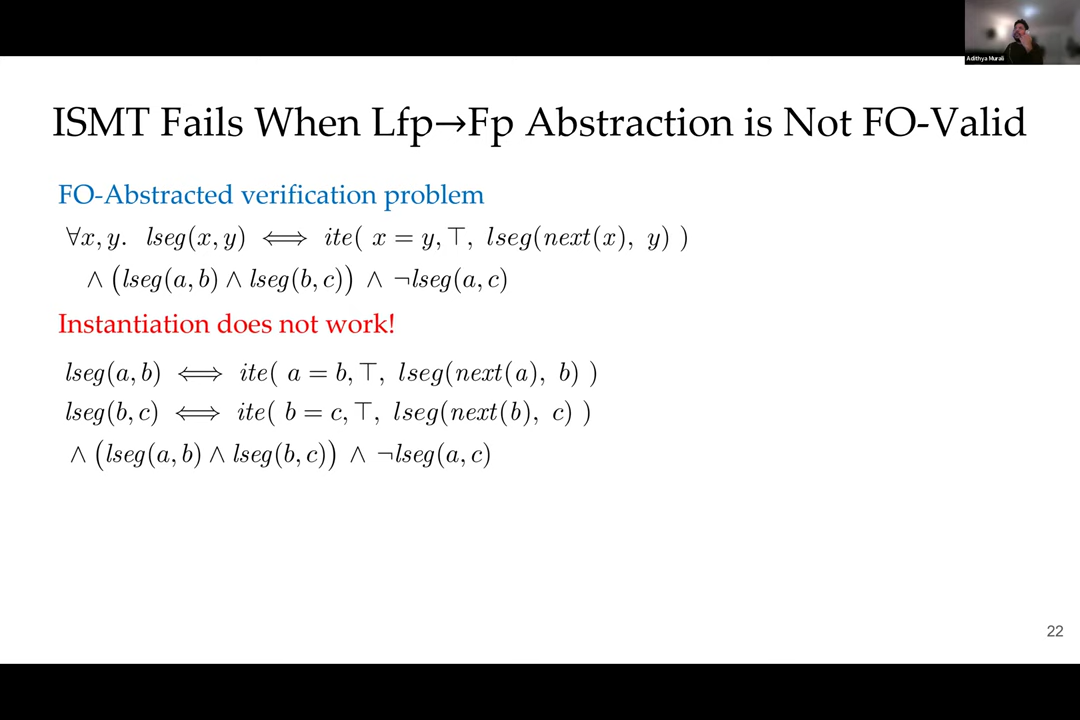 Adithya Murali
ISMT Fails When Lfp→Fp Abstraction is Not FO-Valid
FO-Abstracted verification problem
∀x, y. lseg(x, y) ⟺ ite( x = y, ⊤, lseg(next(x), y) )
∧ (lseg(a, b) ∧ lseg(b, c)) ∧ ¬lseg(a, c)
Instantiation does not work!
lseg(a, b) ⟺ ite( a = b, ⊤, lseg(next(a), b) )
lseg(b, c) ⟺ ite( b = c, ⊤, lseg(next(b), c) )
∧ (lseg(a, b) ∧ lseg(b, c)) ∧ ¬lseg(a, c)
22